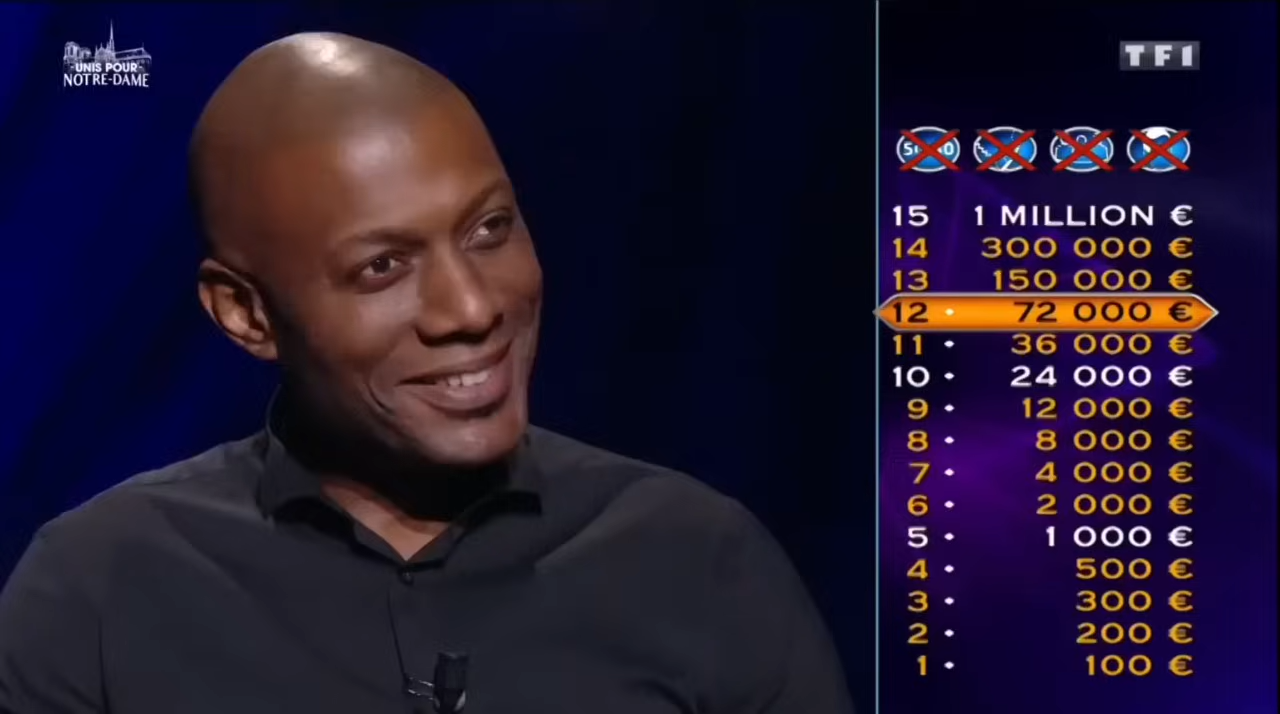 UNIS POUR
NOTRE-DAME
TF1
15 1 MILLION €
14 300 000 €
13 150 000 €
12 • 72 000 €
11 • 36 000 €
10 • 24 000 €
9 • 12 000 €
8 • 8 000 €
7 • 4 000 €
6 • 2 000 €
5 • 1 000 €
4 • 500 €
3 • 300 €
2 • 200 €
1 • 100 €